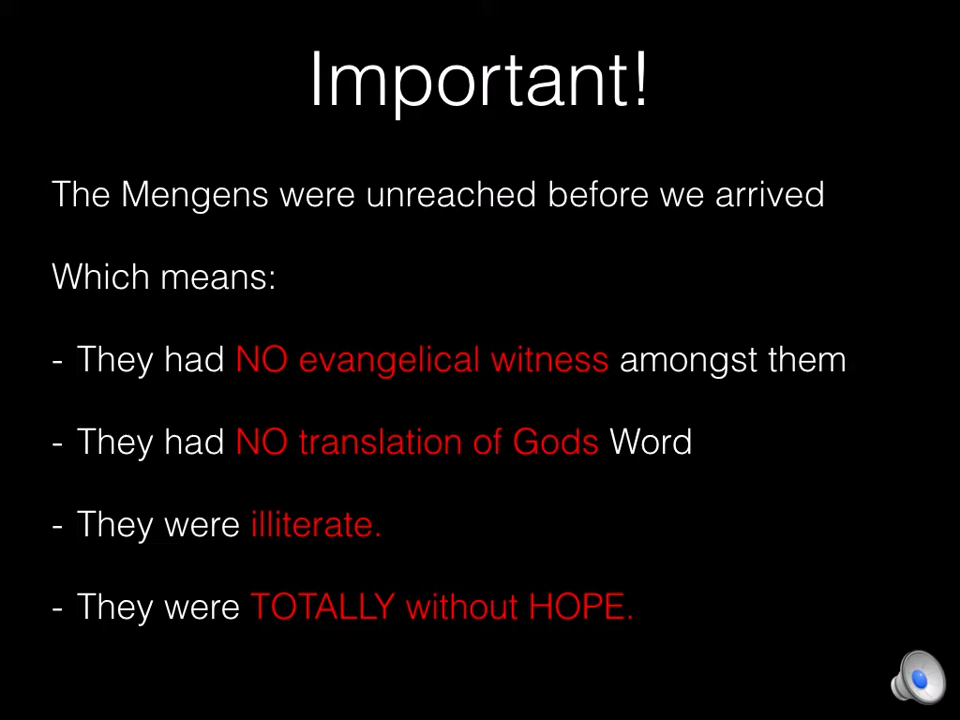 Important!
The Mengens were unreached before we arrived
Which means:
- They had NO evangelical witness amongst them
- They had NO translation of Gods Word
- They were illiterate.
- They were TOTALLY without HOPE.